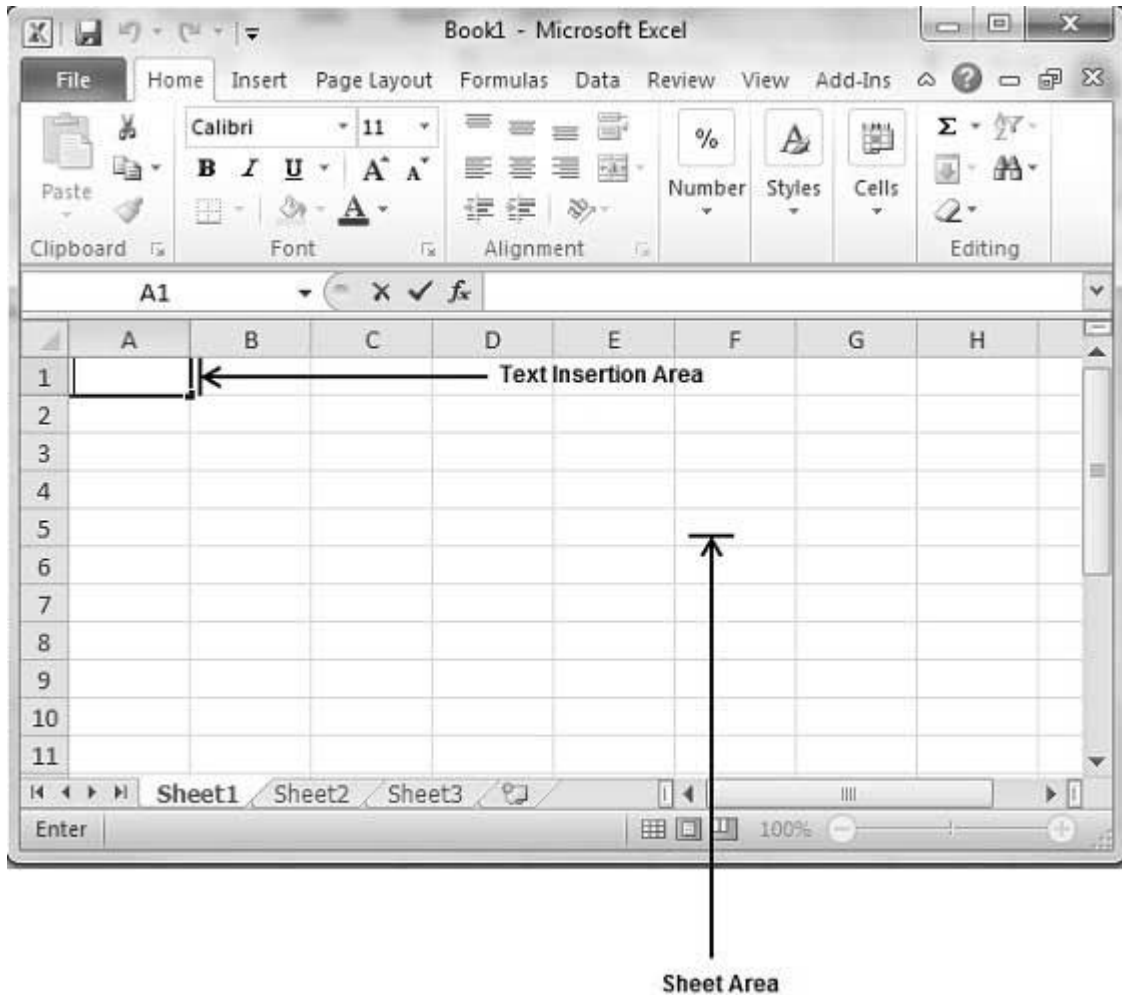 Book1 - Microsoft Excel
File Home Insert Page Layout Formulas Data Review View Add-Ins
Calibri 11
B I U A A
% A
Σ
Paste
Number Styles Cells
A
Clipboard Font Alignment Editing
A1 fx
A B C D E F G H
1 Text Insertion Area
2
3
4
5
6
7
8
9
10
11
Sheet1 Sheet2 Sheet3
Enter 100%
Sheet Area